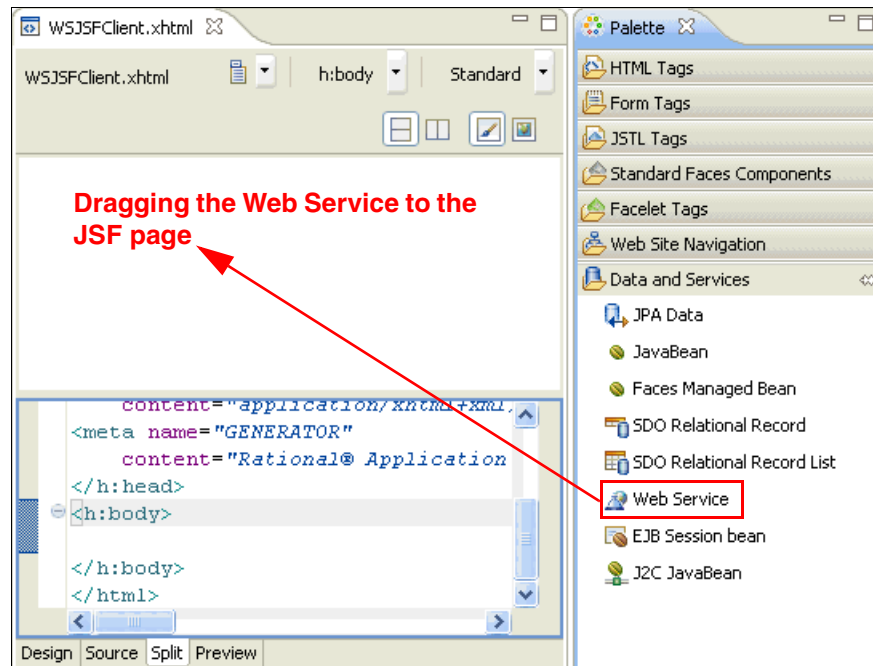 WSJSFClient.xhtml
WSJSFClient.xhtml
h:body
Standard
Dragging the Web Service to the
JSF page
content="application/xhtml+xml,
<meta name="GENERATOR"
content="Rational® Application
</h:head>
<h:body>
</h:body>
</html>
Design Source Split Preview
Palette
HTML Tags
Form Tags
JSTL Tags
Standard Faces Components
Facelet Tags
Web Site Navigation
Data and Services
JPA Data
JavaBean
Faces Managed Bean
SDO Relational Record
SDO Relational Record List
Web Service
EJB Session bean
J2C JavaBean